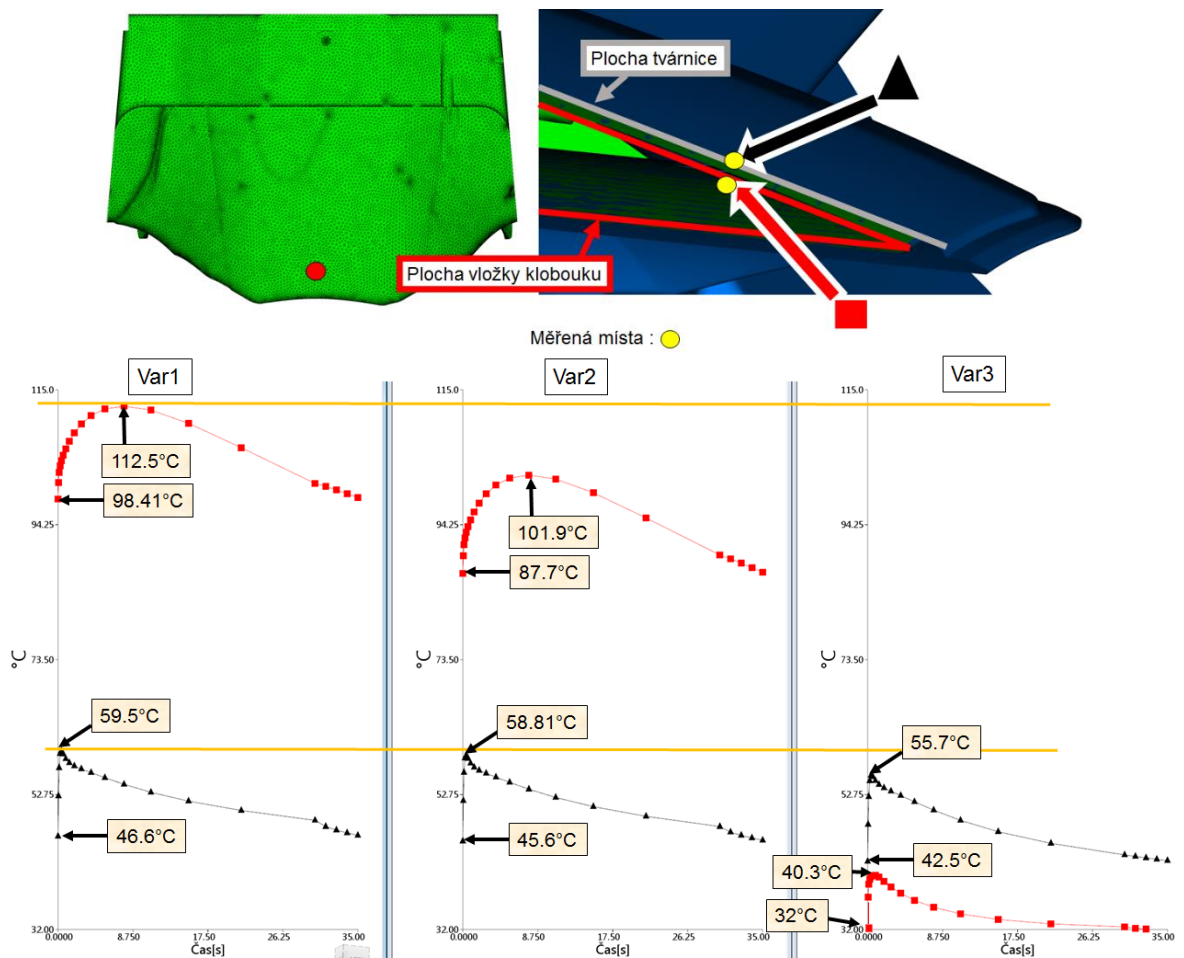 Plocha tvárnice
Plocha vložky klobouku
Měřená místa :
Var1
Var2
Var3
115.0
94.25
73.50
52.75
32.00
°C
112.5°C
98.41°C
59.5°C
46.6°C
0.0000
8.750
17.50
26.25
35.00
Čas[s]
115.0
94.25
73.50
52.75
32.00
°C
101.9°C
87.7°C
58.81°C
45.6°C
0.0000
8.750
17.50
26.25
35.00
Čas[s]
115.0
94.25
73.50
52.75
32.00
°C
55.7°C
42.5°C
40.3°C
32°C
0.0000
8.750
17.50
26.25
35.00
Čas[s]